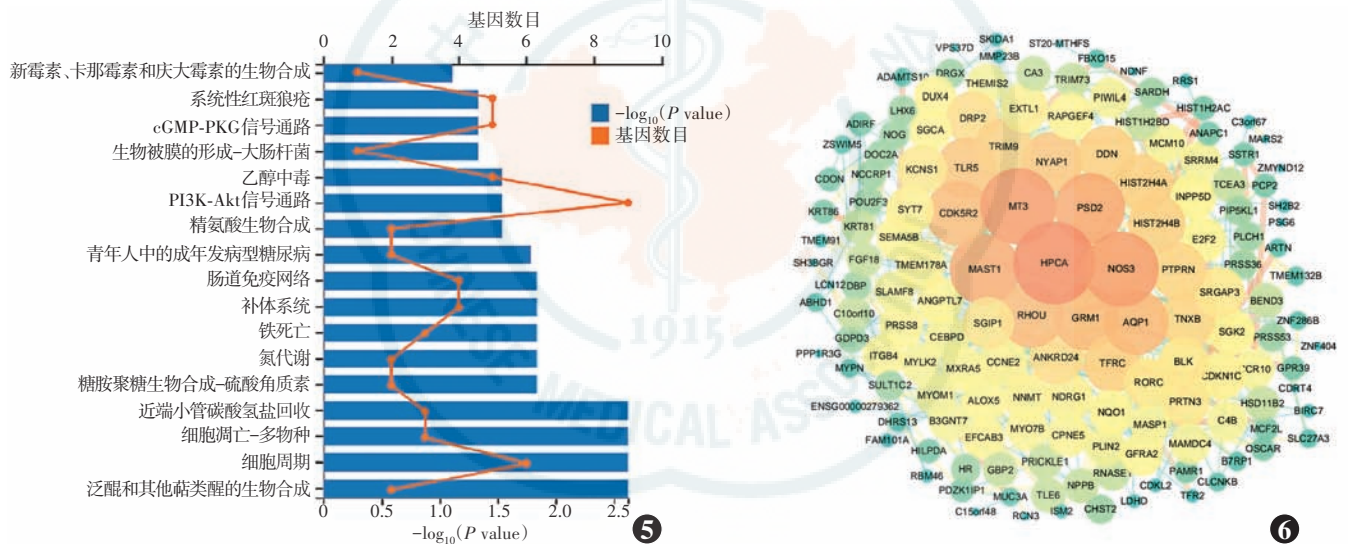 基因数目
0 2 4 6 8 10
新霉素、卡那霉素和庆大霉素的生物合成
系统性红斑狼疮
cGMP-PKG信号通路
生物被膜的形成-大肠杆菌
乙醇中毒
PI3K-Akt信号通路
精氨酸生物合成
青年人中的成年发病型糖尿病
肠道免疫网络
补体系统
铁死亡
氮代谢
糖胺聚糖生物合成-硫酸角质素
近端小管碳酸氢盐回收
细胞凋亡-多物种
细胞周期
泛醌和其他萜类醌的生物合成
-log10(P value)
基因数目
0 0.5 1.0 1.5 2.0 2.5
-log10(P value)
5
1915
CHINESE MEDICAL ASSOCIATION
SKIDA1
ST20-MTHFS
VPS37D
MMP23B
FBXO15
ADAMTS10
DRGX
THEMIS2
CA3
TRIM73
NDNF
SARDH
RRS1
DUX4
EXTL1
PIWIL4
HIST1H2AC
LHX6
DRP2
RAPGEF4
HIST1H2BD
C3orf67
ADIRF
NOG
SGCA
TRIM9
ANAPC1
MARS2
ZSWIM5
DOC2A
NYAP1
DDN
MCM10
SSTR1
CDON
NCCRP1
KCNS1
TLR5
SRRM4
ZMYND12
HIST2H4A
TCEA3
PCP2
KRT86
POU2F3
SYT7
CDK5R2
MT3
PSD2
INPP5D
PIP5KL1
SH2B2
PSG6
KRT81
HIST2H4B
TMEM91
SEMA5B
E2F2
PLCH1
ARTN
SH3BGR
FGF18
TMEM178A
MAST1
HPCA
NOS3
PTPRN
PRSS36
TMEM132B
LCN12
DBP
SLAMF8
ANGPTL7
SRGAP3
BEND3
ABHD1
C10orf10
SGIP1
RHOU
GRM1
AQP1
TNXB
ZNF286B
GDPD3
PRSS8
CEBPD
SGK2
PRSS53
ZNF404
PPP1R3G
ITGB4
MYLK2
CCNE2
ANKRD24
TFRC
BLK
MYPN
MXRA5
CDKN1C
TCR10
GPR39
SULT1C2
RORC
CDRT4
MYOM1
ALOX5
NNMT
NDRG1
PRTN3
HSD11B2
ENSG00000279362
NQO1
BIRC7
DHRS13
B3GNT7
MYO7B
MASP1
C4B
MCF2L
FAM101A
EFCAB3
CPNE5
SLC27A3
HILPDA
PLIN2
MAMDC4
OSCAR
GFRA2
RBM46
HR
GBP2
PRICKLE1
B7RP1
PDZK1IP1
NPPB
RNASE1
PAMR1
CLCNKB
MUC3A
TLE6
CDKL2
TFR2
C15orf48
RCN3
ISM2
CHST2
LDHD
6